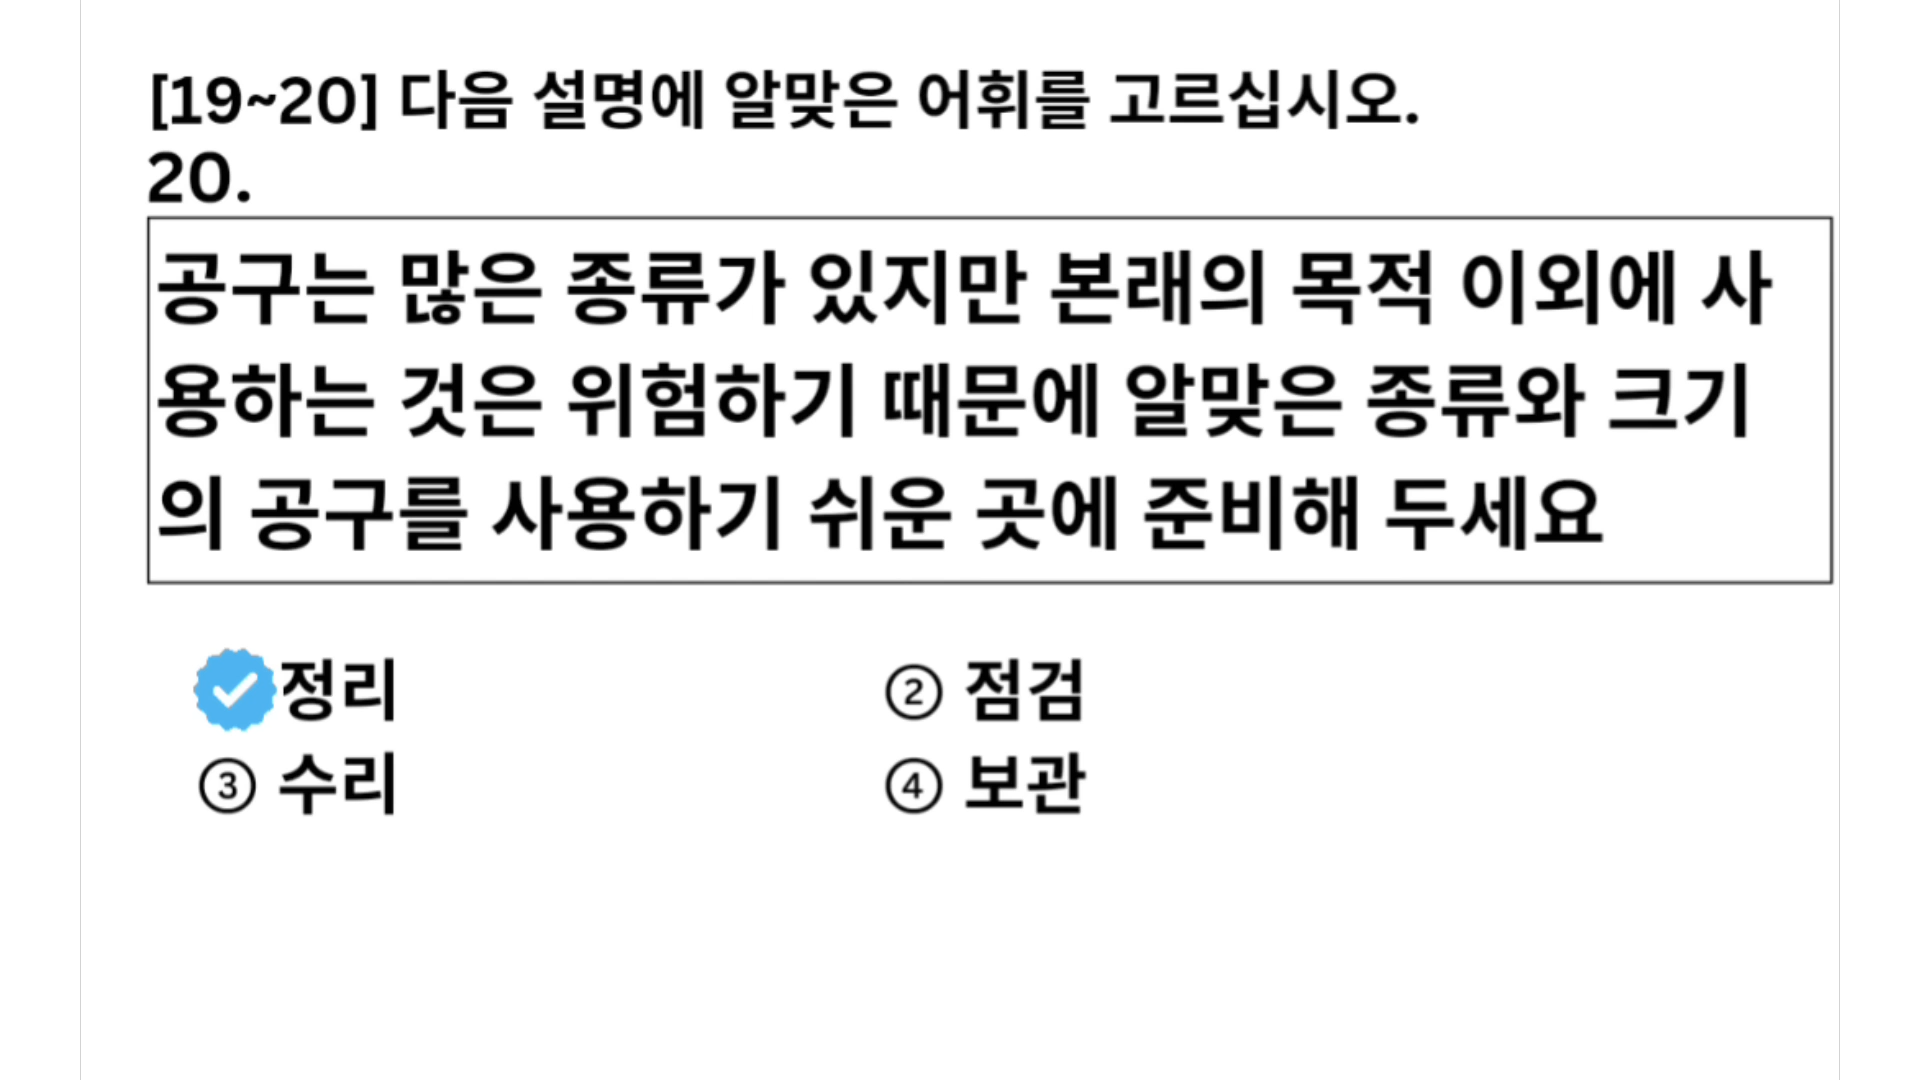 [19~20] 다음 설명에 알맞은 어휘를 고르십시오.
20.
공구는 많은 종류가 있지만 본래의 목적 이외에 사
용하는 것은 위험하기 때문에 알맞은 종류와 크기
의 공구를 사용하기 쉬운 곳에 준비해 두세요
정리
② 점검
③ 수리
④ 보관